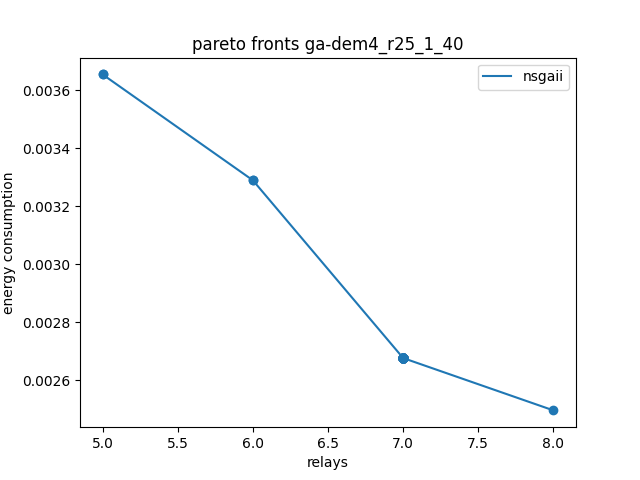 pareto fronts ga-dem4_r25_1_40
nsgaii
energy consumption
0.0036
0.0034
0.0032
0.0030
0.0028
0.0026
5.0 5.5 6.0 6.5 7.0 7.5 8.0
relays